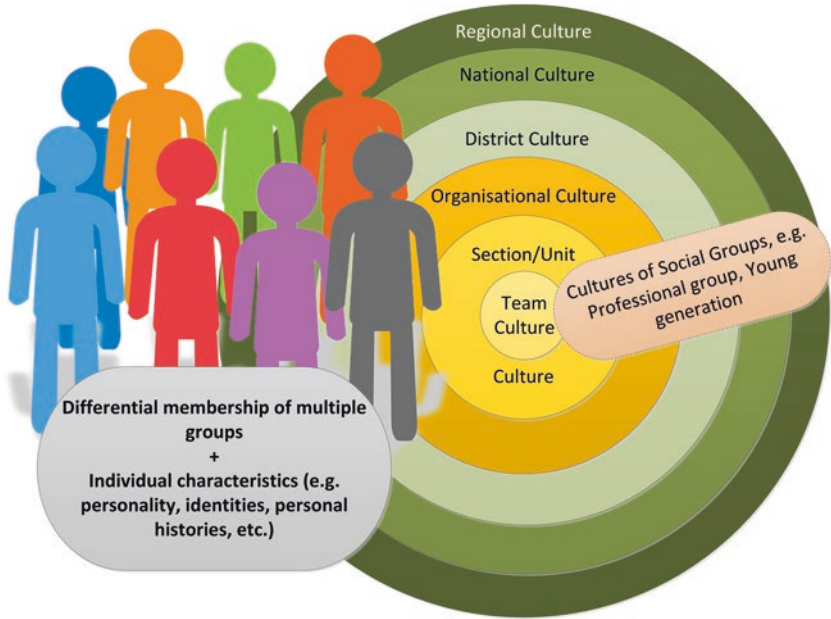 Regional Culture
National Culture
District Culture
Organisational Culture
Section/Unit
Team
Culture
Culture
Cultures of Social Groups, e.g.
Professional group, Young
generation
Differential membership of multiple
groups
+
Individual characteristics (e.g.
personality, identities, personal
histories, etc.)